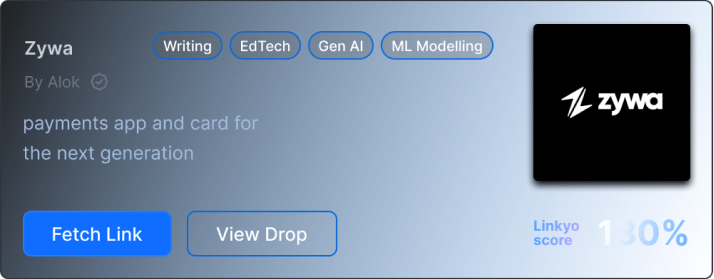 Zywa
Writing
EdTech
Gen AI
ML Modelling
By Alok
payments app and card for
the next generation
zywa
Fetch Link
View Drop
Linkyo
score
130%